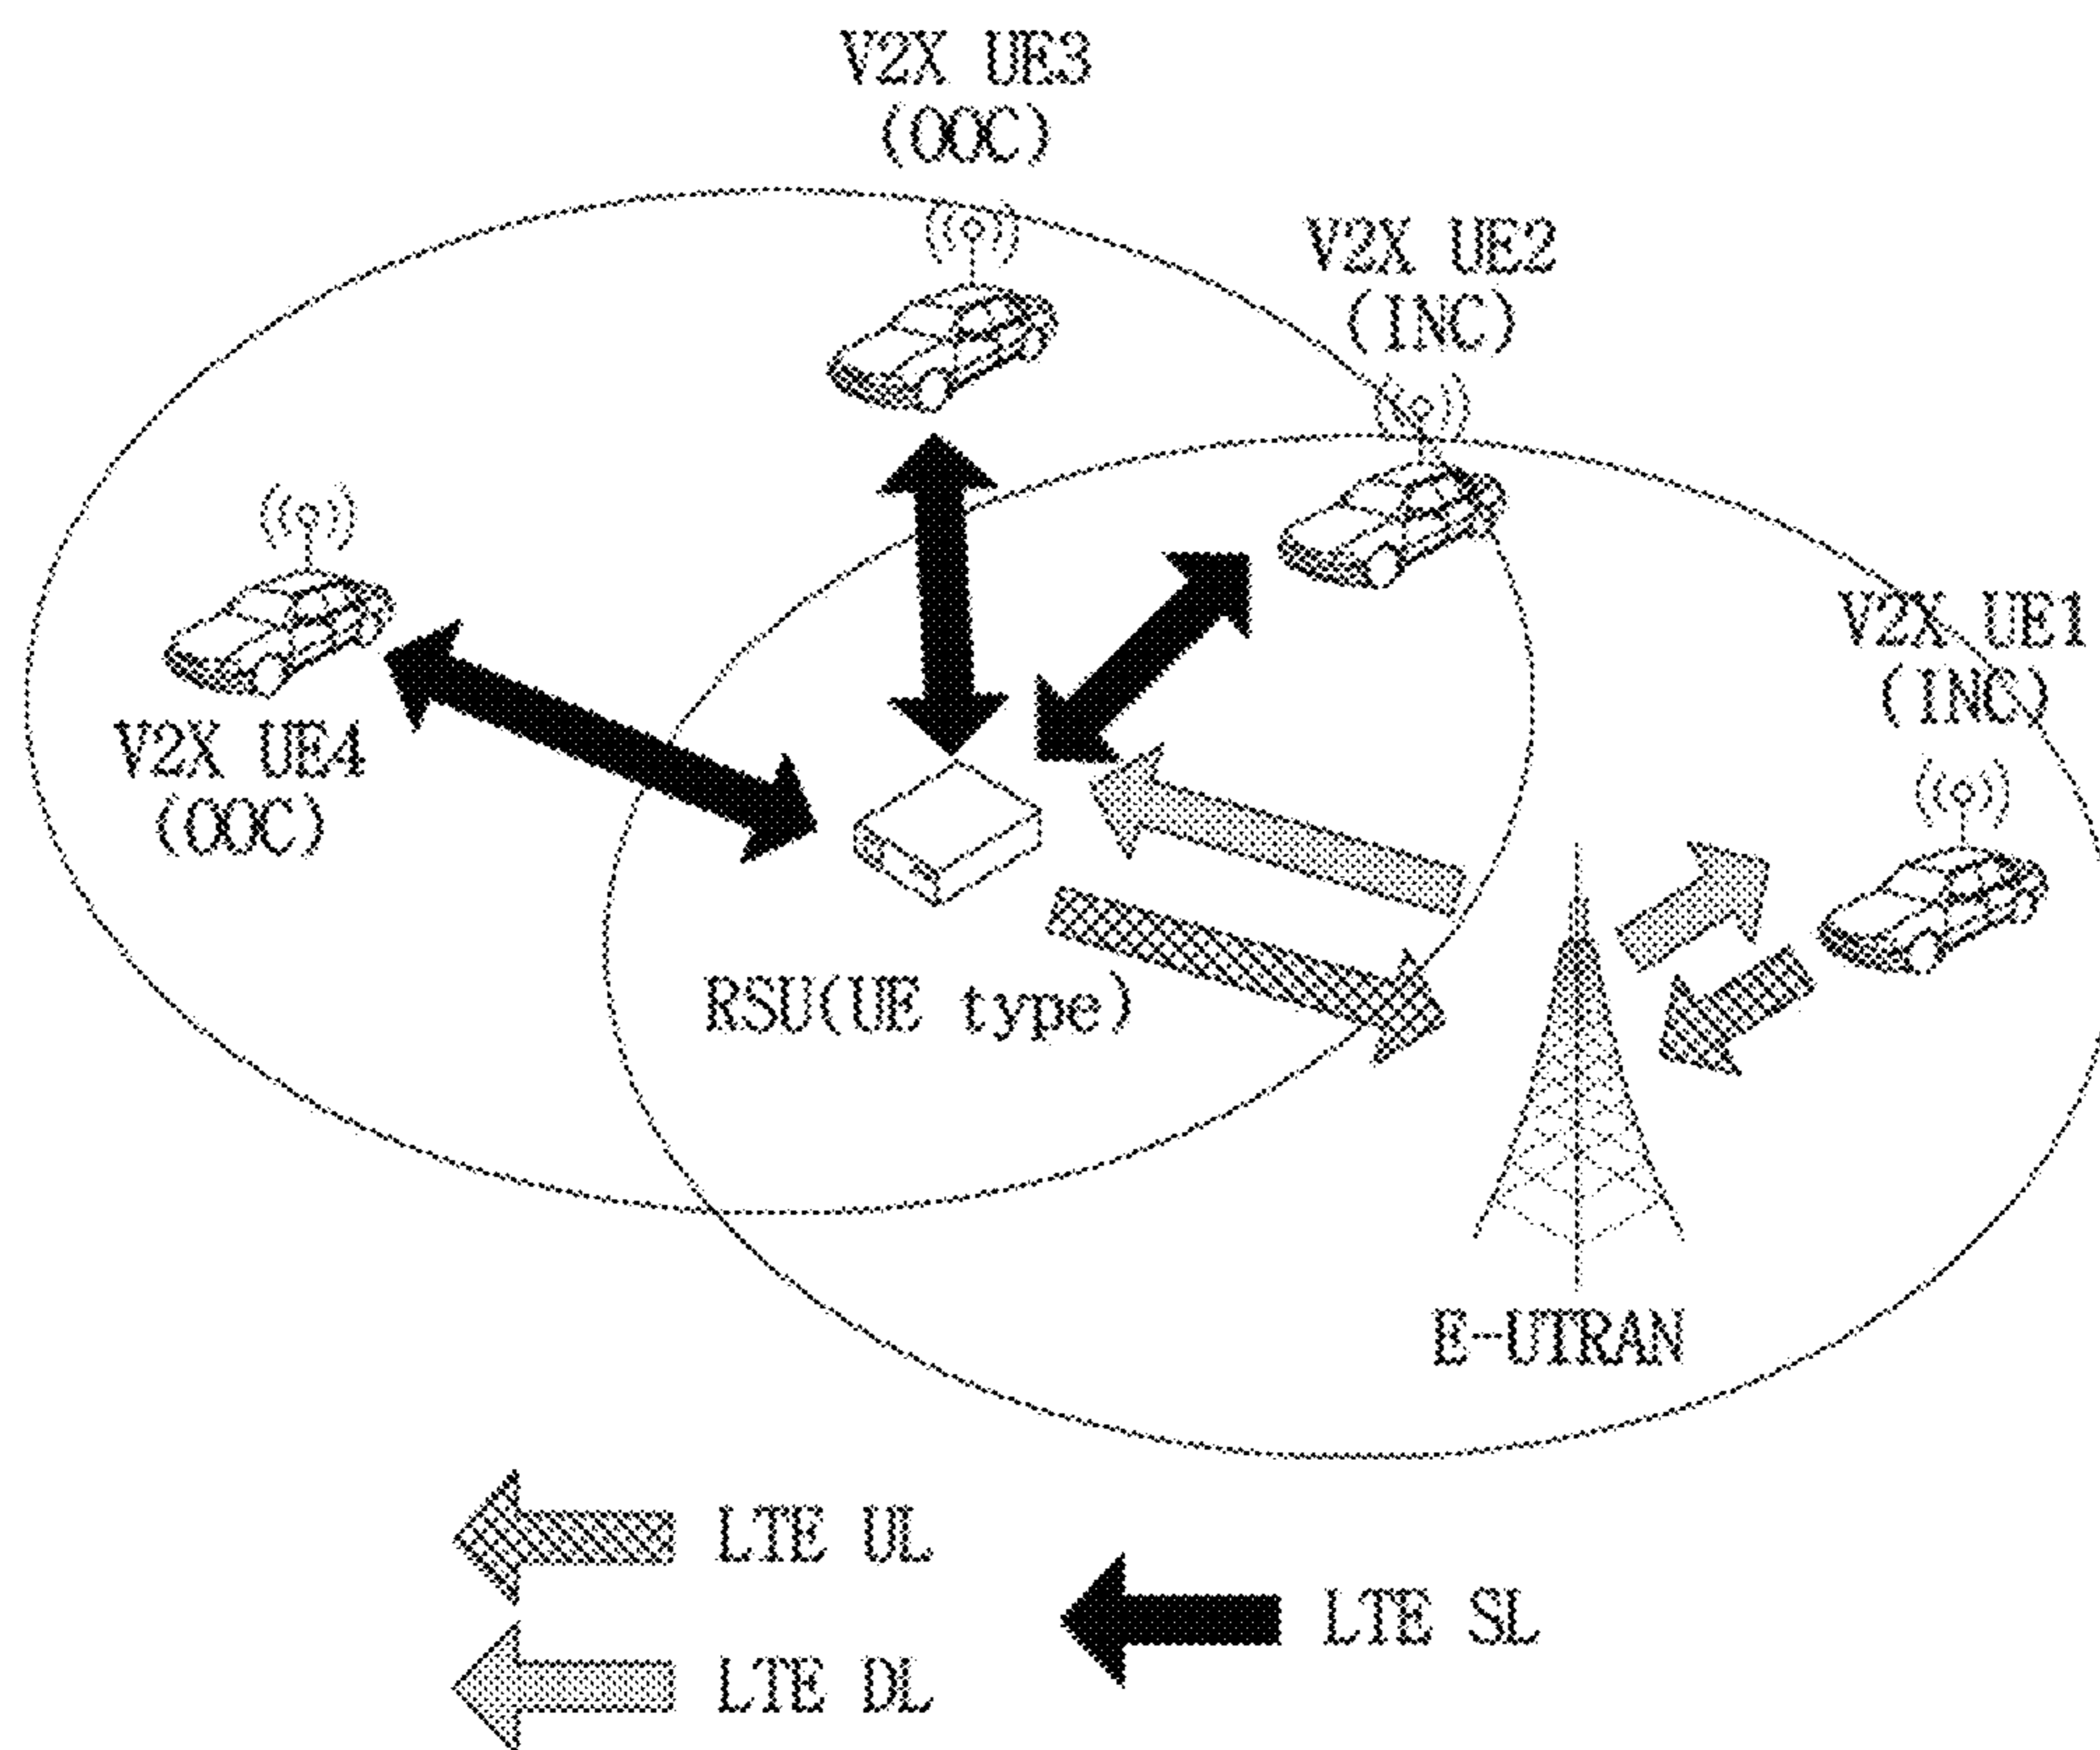 V2X UE3
(OOC)
V2X UE2
(INC)
V2X UE1
(INC)
V2X UE4
(OOC)
RSU(UE type)
E-UTRAN
LTE UL
LTE SL
LTE DL